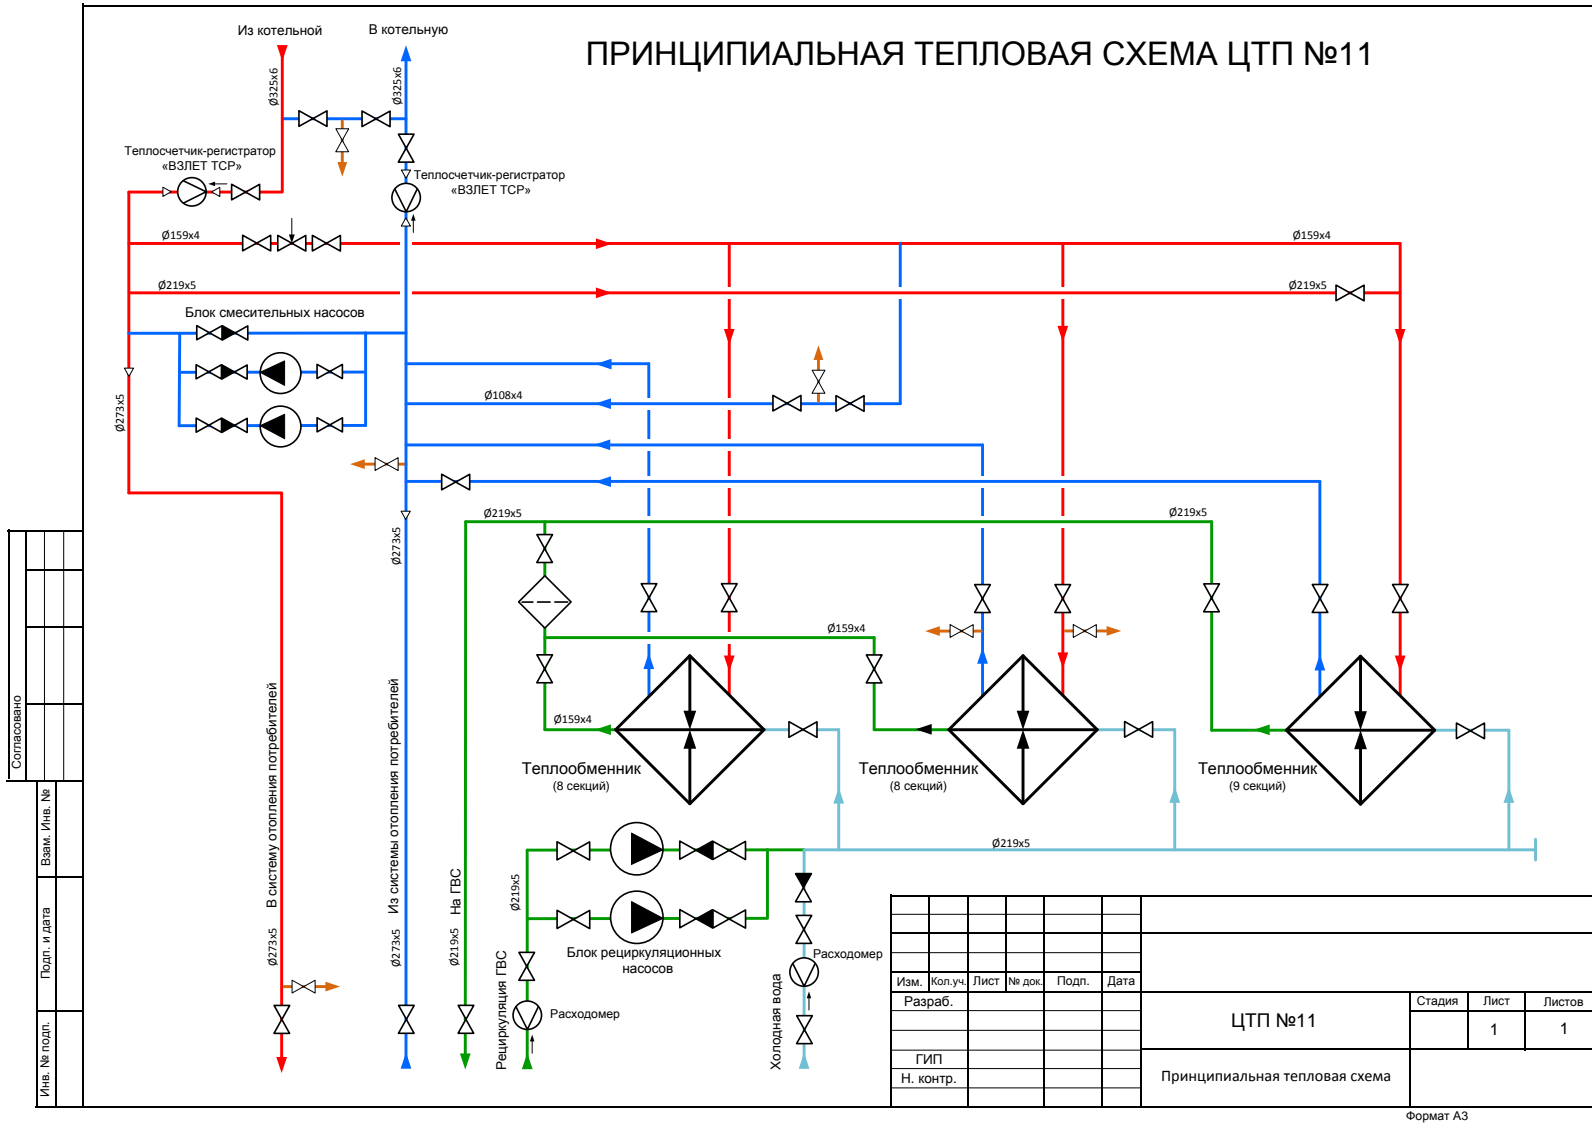 Из котельной
В котельную
ПРИНЦИПИАЛЬНАЯ ТЕПЛОВАЯ СХЕМА ЦТП №11
Ø325x6
Ø325x6
Теплосчетчик-регистратор
«ВЗЛЕТ ТСР»
Теплосчетчик-регистратор
«ВЗЛЕТ ТСР»
Ø159x4
Ø159x4
Ø219x5
Ø219x5
Блок смесительных насосов
Ø273x5
Ø108x4
Ø219x5
Ø219x5
Ø273x5
Ø159x4
Ø159x4
Теплообменник
(8 секций)
Теплообменник
(8 секций)
Теплообменник
(9 секций)
В систему отопления потребителей
Из системы отопления потребителей
На ГВС
Ø273x5
Ø273x5
Ø219x5
Ø219x5
Ø219x5
Блок рециркуляционных
насосов
Рециркуляция ГВС
Расходомер
Холодная вода
Расходомер
Согласовано
Взам. Инв. №
Подп. и дата
Инв. № подл.
Изм.
Кол.уч.
Лист
№ док.
Подп.
Дата
Разраб.
ГИП
Н. контр.
ЦТП №11
Стадия
Лист
Листов
1
1
Принципиальная тепловая схема
Формат А3